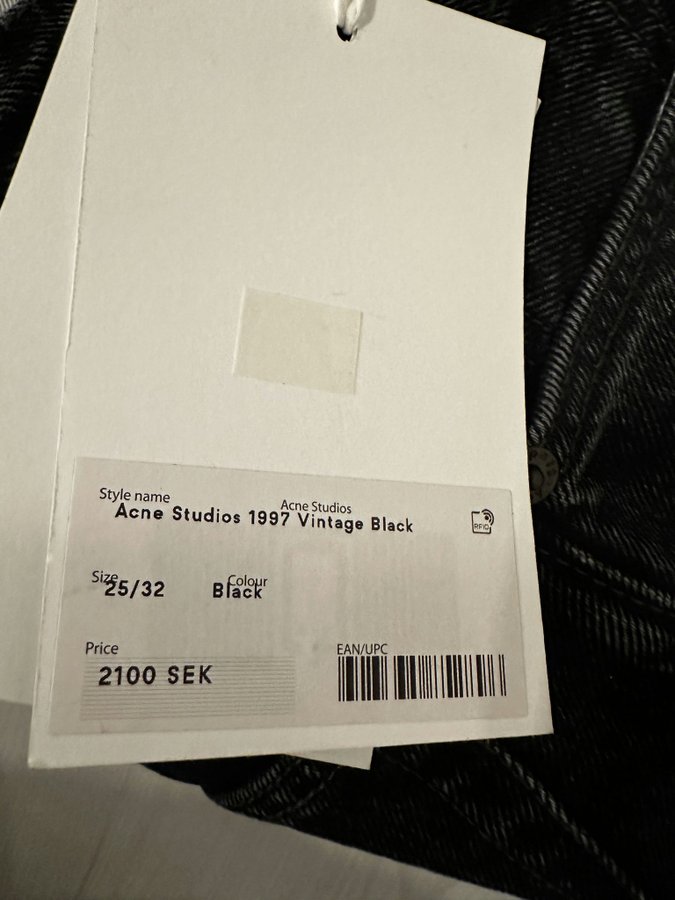 Style name
Acne Studios
Acne Studios 1997 Vintage Black
RFID
Size
Colour
25/32
Black
Price
EAN/UPC
2100 SEK